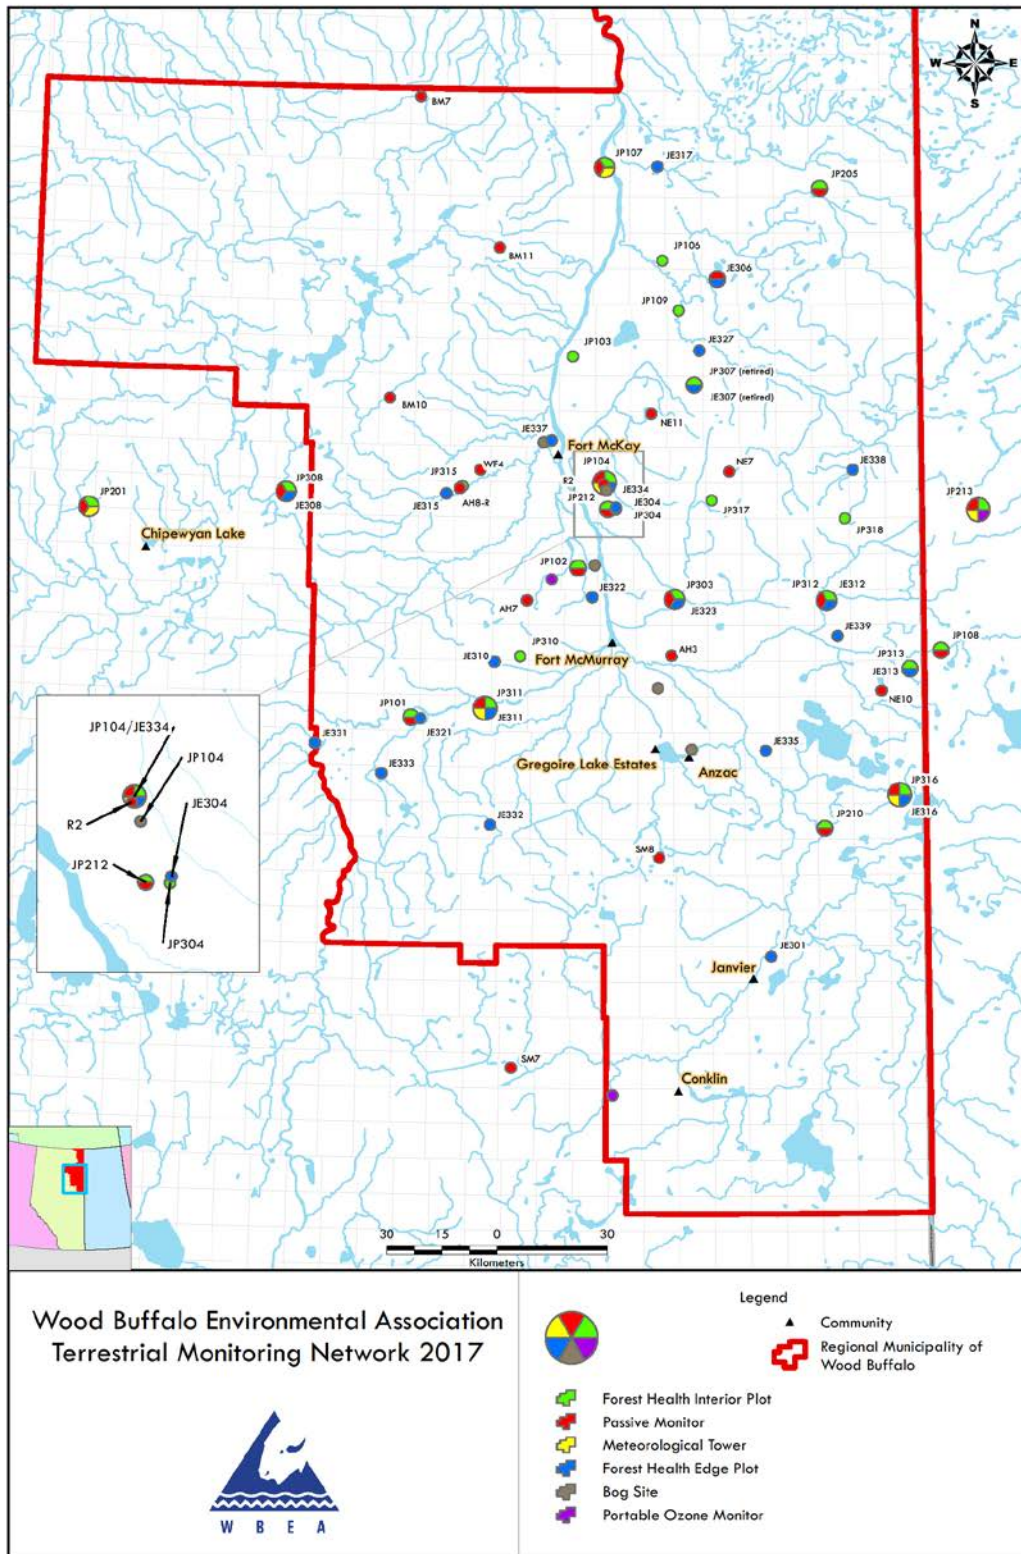 N
W E
S
BM7
JP107
JE317
JP205
BM11
JP106
JE306
JP109
JP103
JE327
JP307 (retired)
JE307 (retired)
BM10
NE11
JE337
Fort McKay
JP315
WF4
JP104
NE7
JE338
JP201
JP308
R2
JE334
JE315
AH8-R
JP212
JE304
JP317
JP213
JE308
JP304
JP318
Chipewyan Lake
JP102
JE322
JP303
JP312
JE312
AH7
JE323
JE339
JP310
JP108
JE310
Fort McMurray
AH3
JP313
JE313
NE10
JP101
JP311
JE311
JP104/JE334
JE321
JE331
JP104
Gregoire Lake Estates
JE335
JE333
Anzac
JP316
JE304
JE316
R2
JE332
JP210
SM8
JP212
JP304
JE301
Janvier
SM7
Conklin
30 15 0 30
Kilometers
Wood Buffalo Environmental Association
Terrestrial Monitoring Network 2017
W B E A
Legend
Community
Regional Municipality of
Wood Buffalo
Forest Health Interior Plot
Passive Monitor
Meteorological Tower
Forest Health Edge Plot
Bog Site
Portable Ozone Monitor